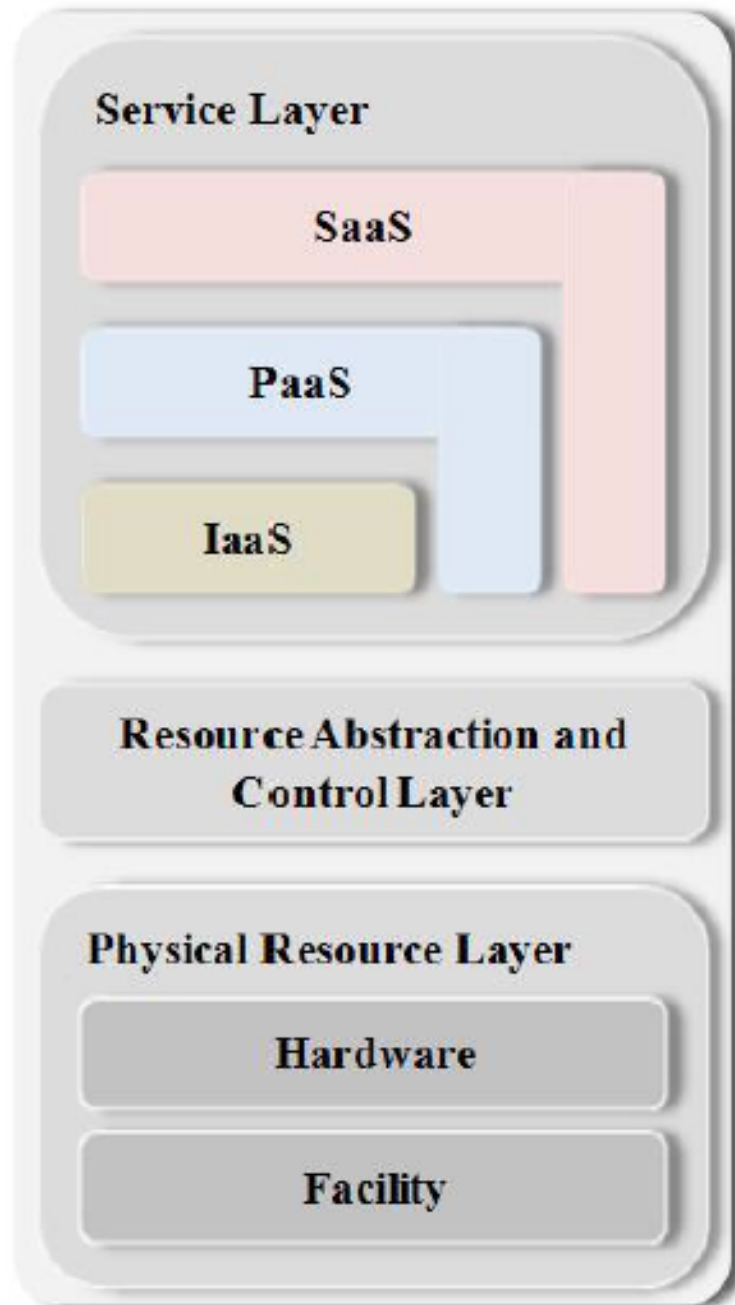 Service Layer
SaaS
PaaS
IaaS
Resource Abstraction and
Control Layer
Physical Resource Layer
Hardware
Facility